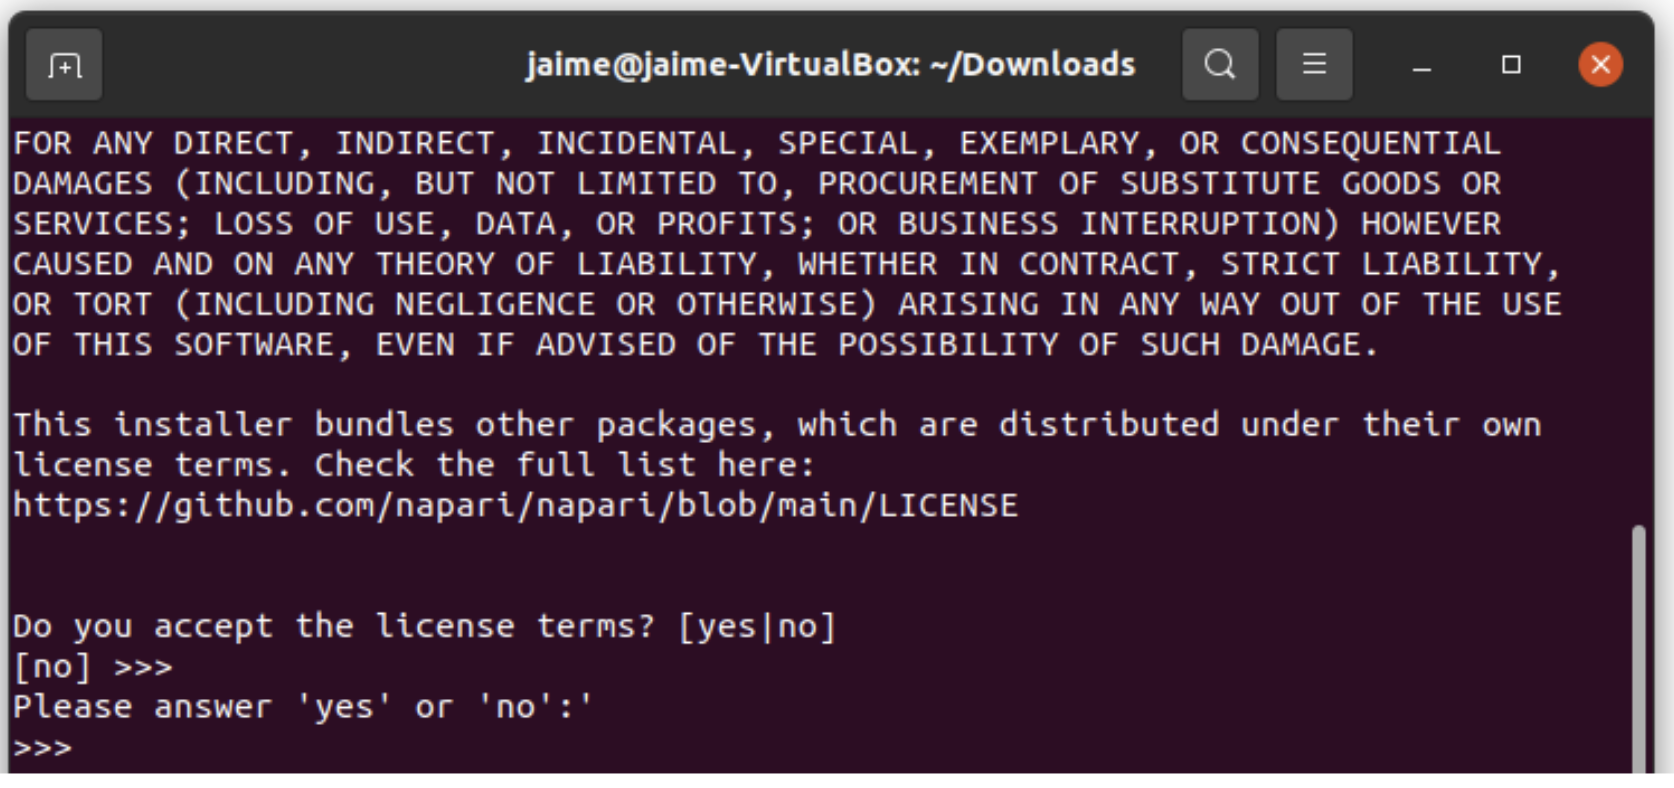 jaime@jaime-VirtualBox: ~/Downloads
FOR ANY DIRECT, INDIRECT, INCIDENTAL, SPECIAL, EXEMPLARY, OR CONSEQUENTIAL
DAMAGES (INCLUDING, BUT NOT LIMITED TO, PROCUREMENT OF SUBSTITUTE GOODS OR
SERVICES; LOSS OF USE, DATA, OR PROFITS; OR BUSINESS INTERRUPTION) HOWEVER
CAUSED AND ON ANY THEORY OF LIABILITY, WHETHER IN CONTRACT, STRICT LIABILITY,
OR TORT (INCLUDING NEGLIGENCE OR OTHERWISE) ARISING IN ANY WAY OUT OF THE USE
OF THIS SOFTWARE, EVEN IF ADVISED OF THE POSSIBILITY OF SUCH DAMAGE.
This installer bundles other packages, which are distributed under their own
license terms. Check the full list here:
https://github.com/napari/napari/blob/main/LICENSE
Do you accept the license terms? [yes|no]
[no] >>>
Please answer 'yes' or 'no':'
>>>